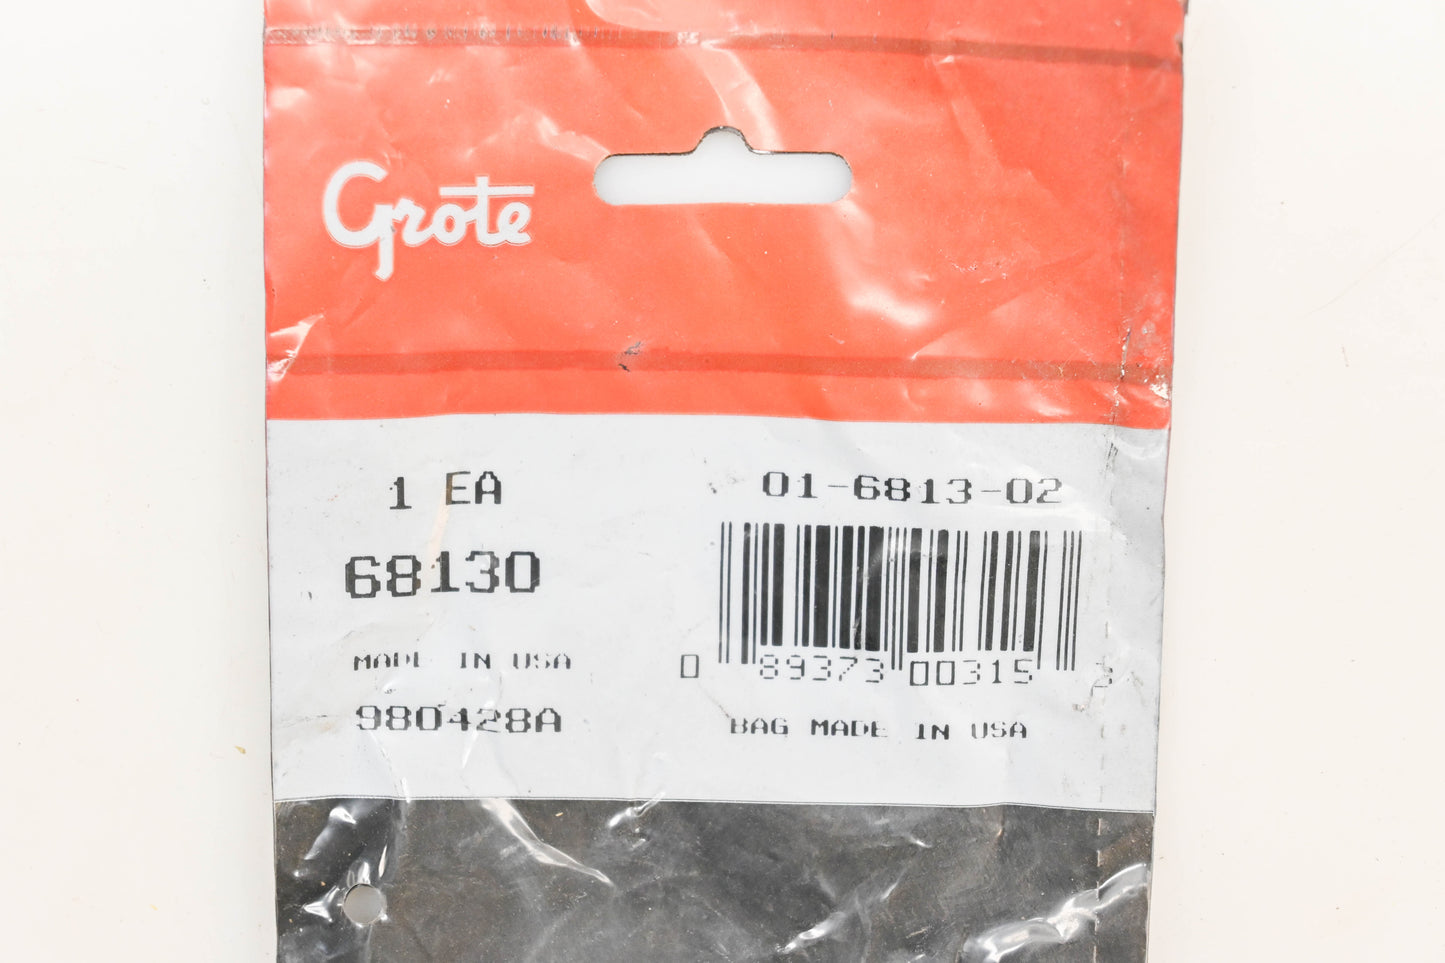 Grote
1 EA
01-6813-02
68130
0 89373 00315
MADE IN USA
980428A
BAG MADE IN USA